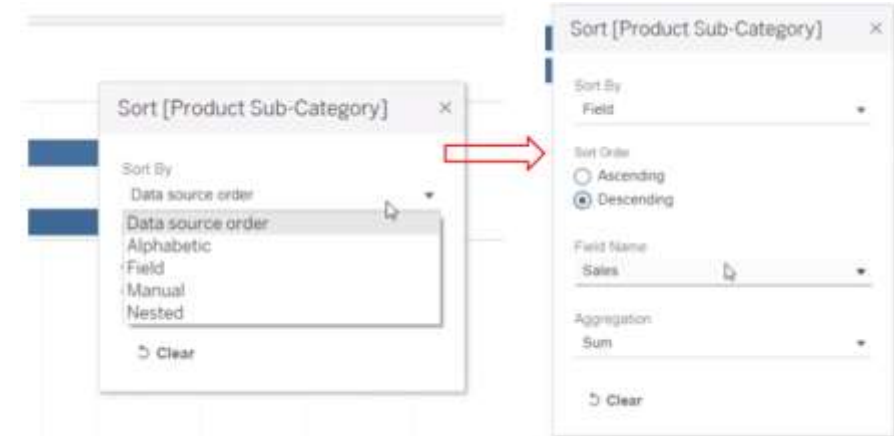 Sort [Product Sub-Category]
Sort By
Data source order
Data source order
Alphabetic
Field
Manual
Nested
Clear
Sort [Product Sub-Category]
Sort By
Field
Sort Order
Ascending
Descending
Field Name
Sales
Aggregation
Sum
Clear